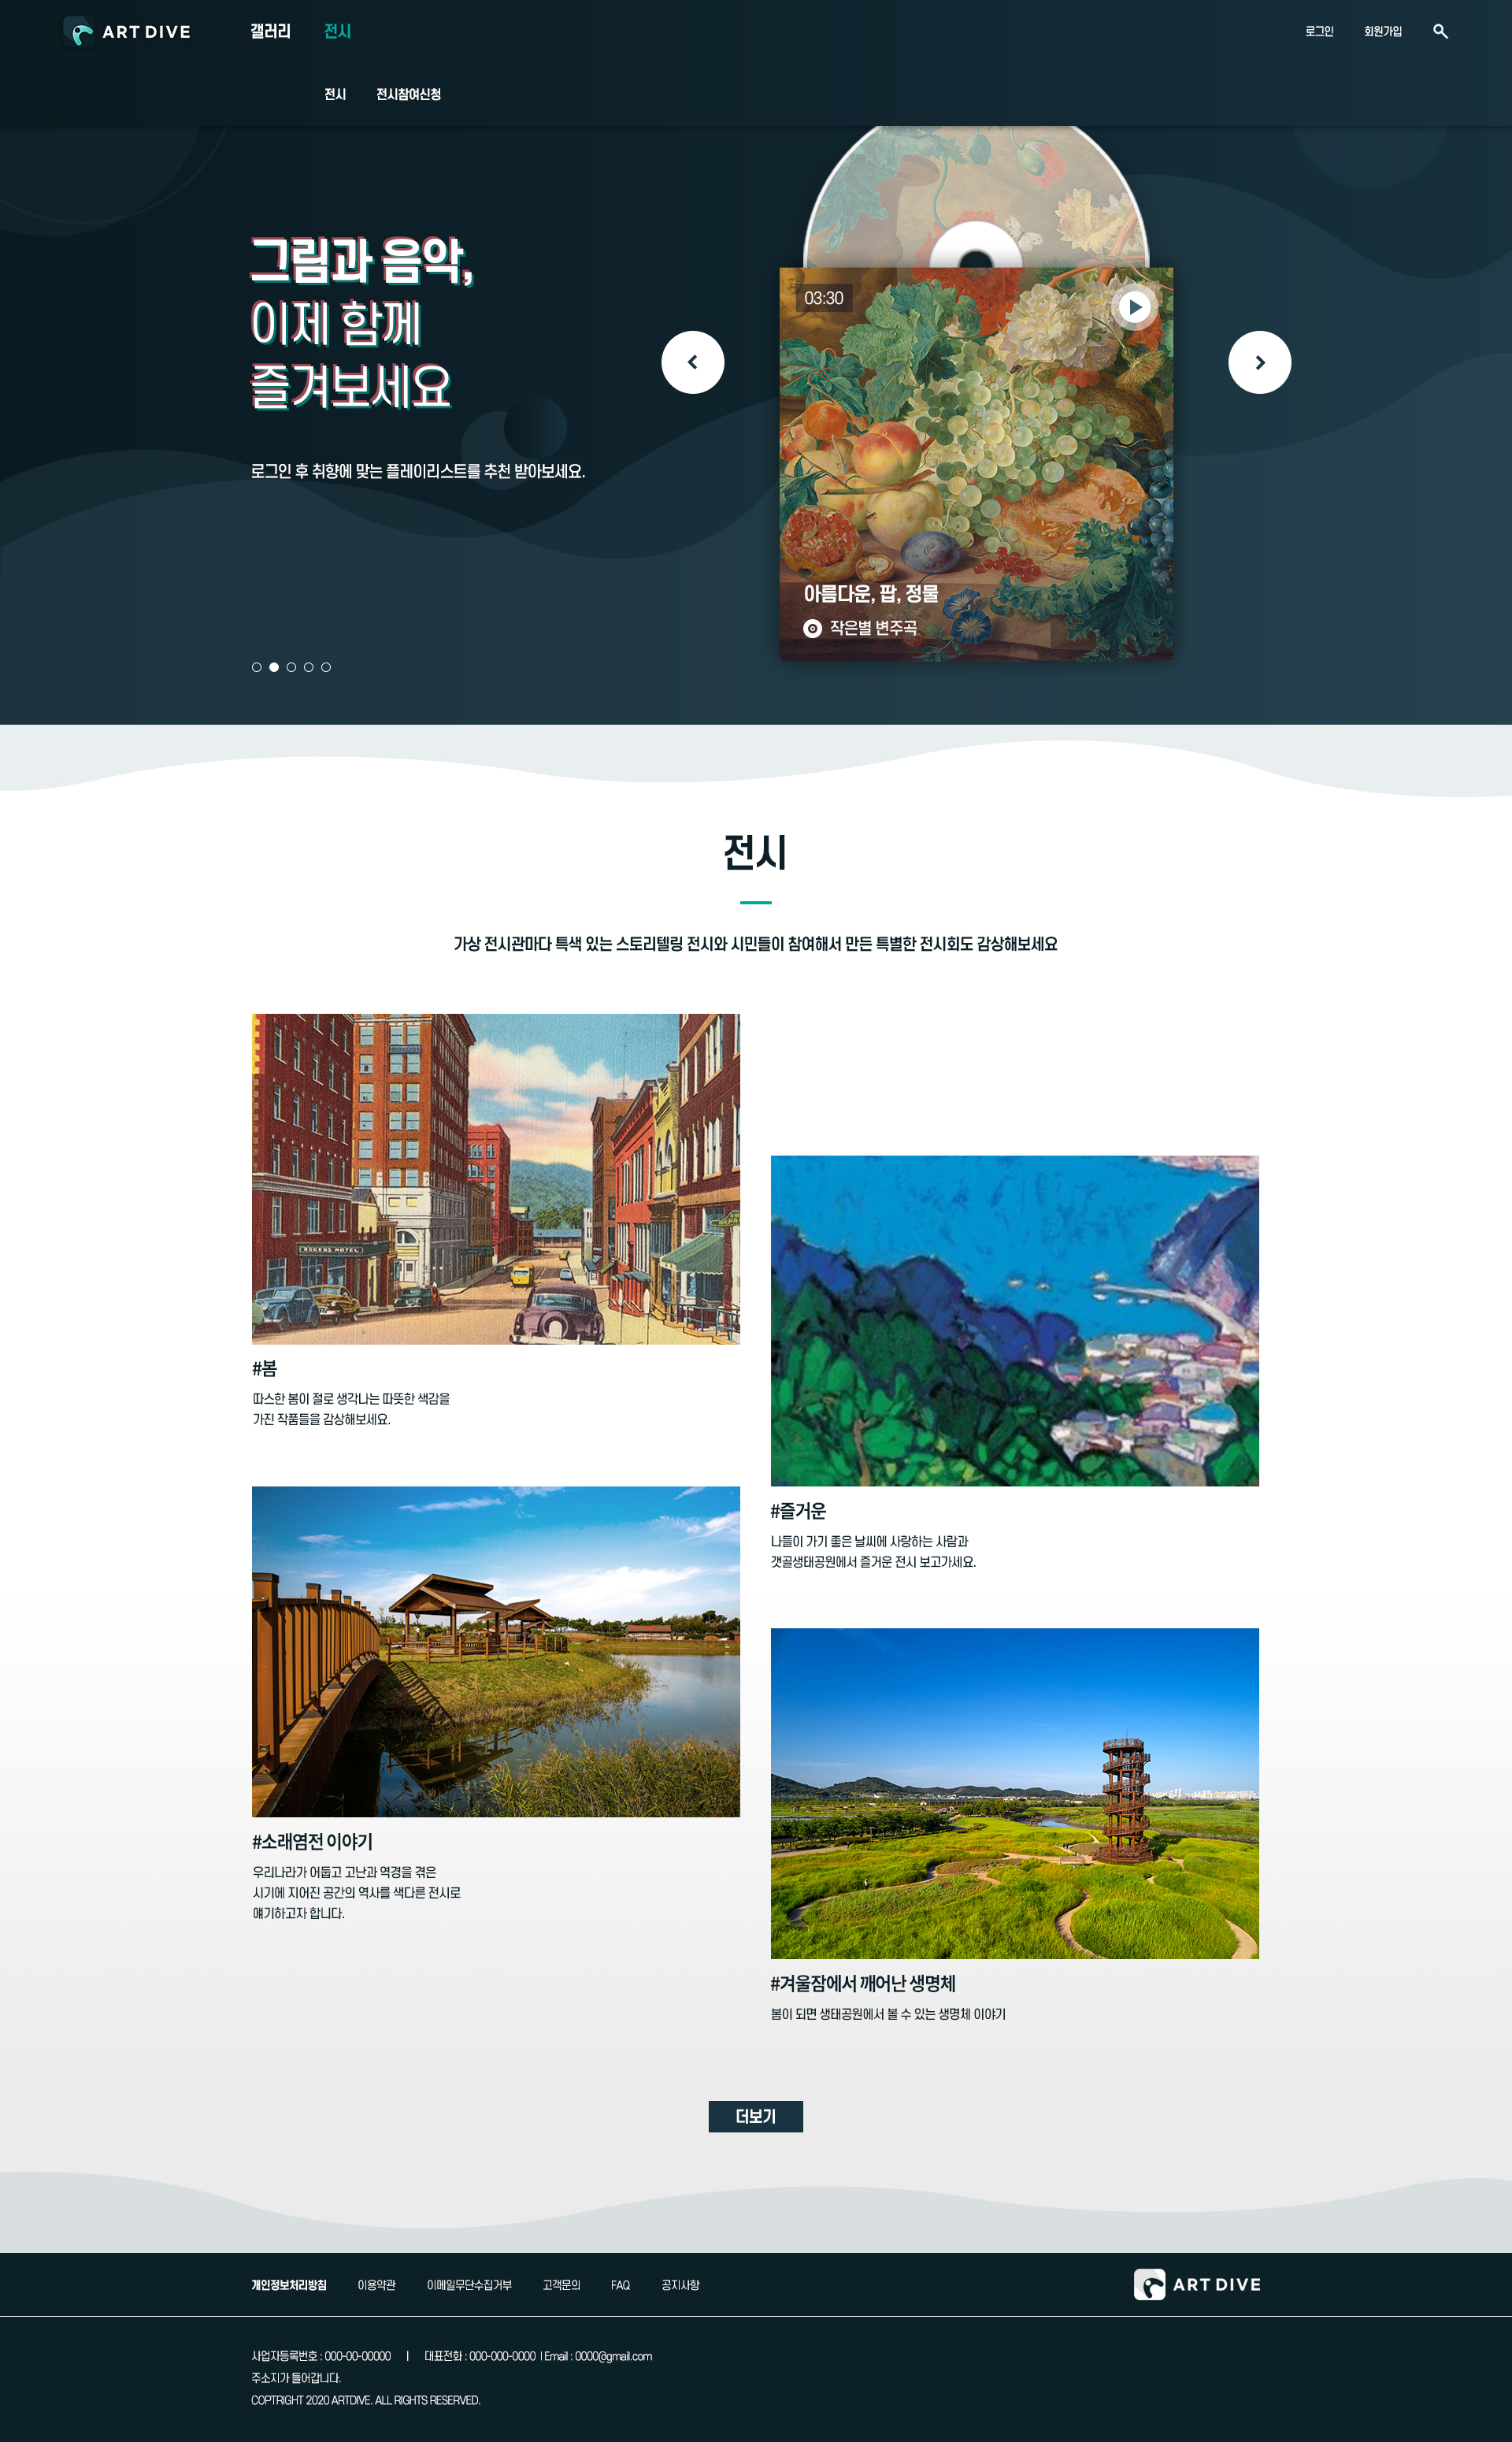 ART DIVE
갤러리
전시
로그인
회원가입
전시
전시참여신청
그림과 음악,
이제 함께
즐겨보세요
로그인 후 취향에 맞는 플레이리스트를 추천 받아보세요.
03:30
아름다운, 팝, 정물
작은별 변주곡
전시
가상 전시관마다 특색 있는 스토리텔링 전시와 시민들이 참여해서 만든 특별한 전시회도 감상해보세요
ROGERS HOTEL
#봄
따스한 봄이 절로 생각나는 따뜻한 색감을
가진 작품들을 감상해보세요.
#즐거운
나들이 가기 좋은 날씨에 사랑하는 사람과
갯골생태공원에서 즐거운 전시 보고가세요.
#소래염전 이야기
우리나라가 어둡고 고난과 역경을 겪은
시기에 지어진 공간의 역사를 색다른 전시로
얘기하고자 합니다.
#겨울잠에서 깨어난 생명체
봄이 되면 생태공원에서 볼 수 있는 생명체 이야기
더보기
개인정보처리방침
이용약관
이메일무단수집거부
고객문의
FAQ
공지사항
ART DIVE
사업자등록번호 : 000-00-00000 | 대표전화 : 000-000-0000 | Email : 0000@gmail.com
주소지가 들어갑니다.
COPTRIGHT 2020 ARTDIVE. ALL RIGHTS RESERVED.